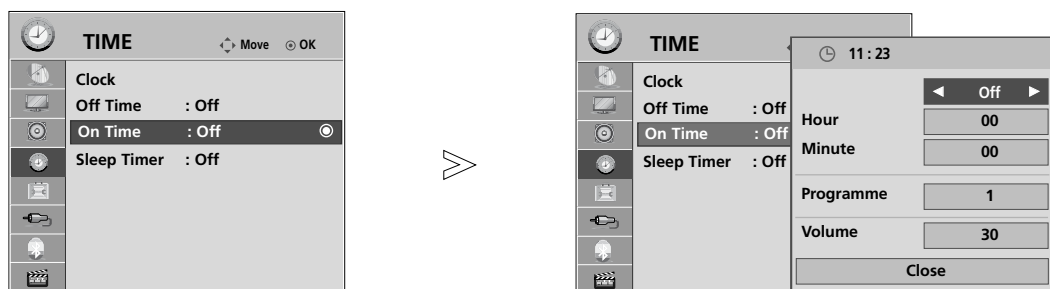 TIME Move OK
Clock
Off Time : Off
On Time : Off
Sleep Timer : Off
TIME
Clock
Off Time : Off
On Time : Off
Sleep Timer : Off
11 : 23
◄ Off ►
Hour 00
Minute 00
Programme 1
Volume 30
Close